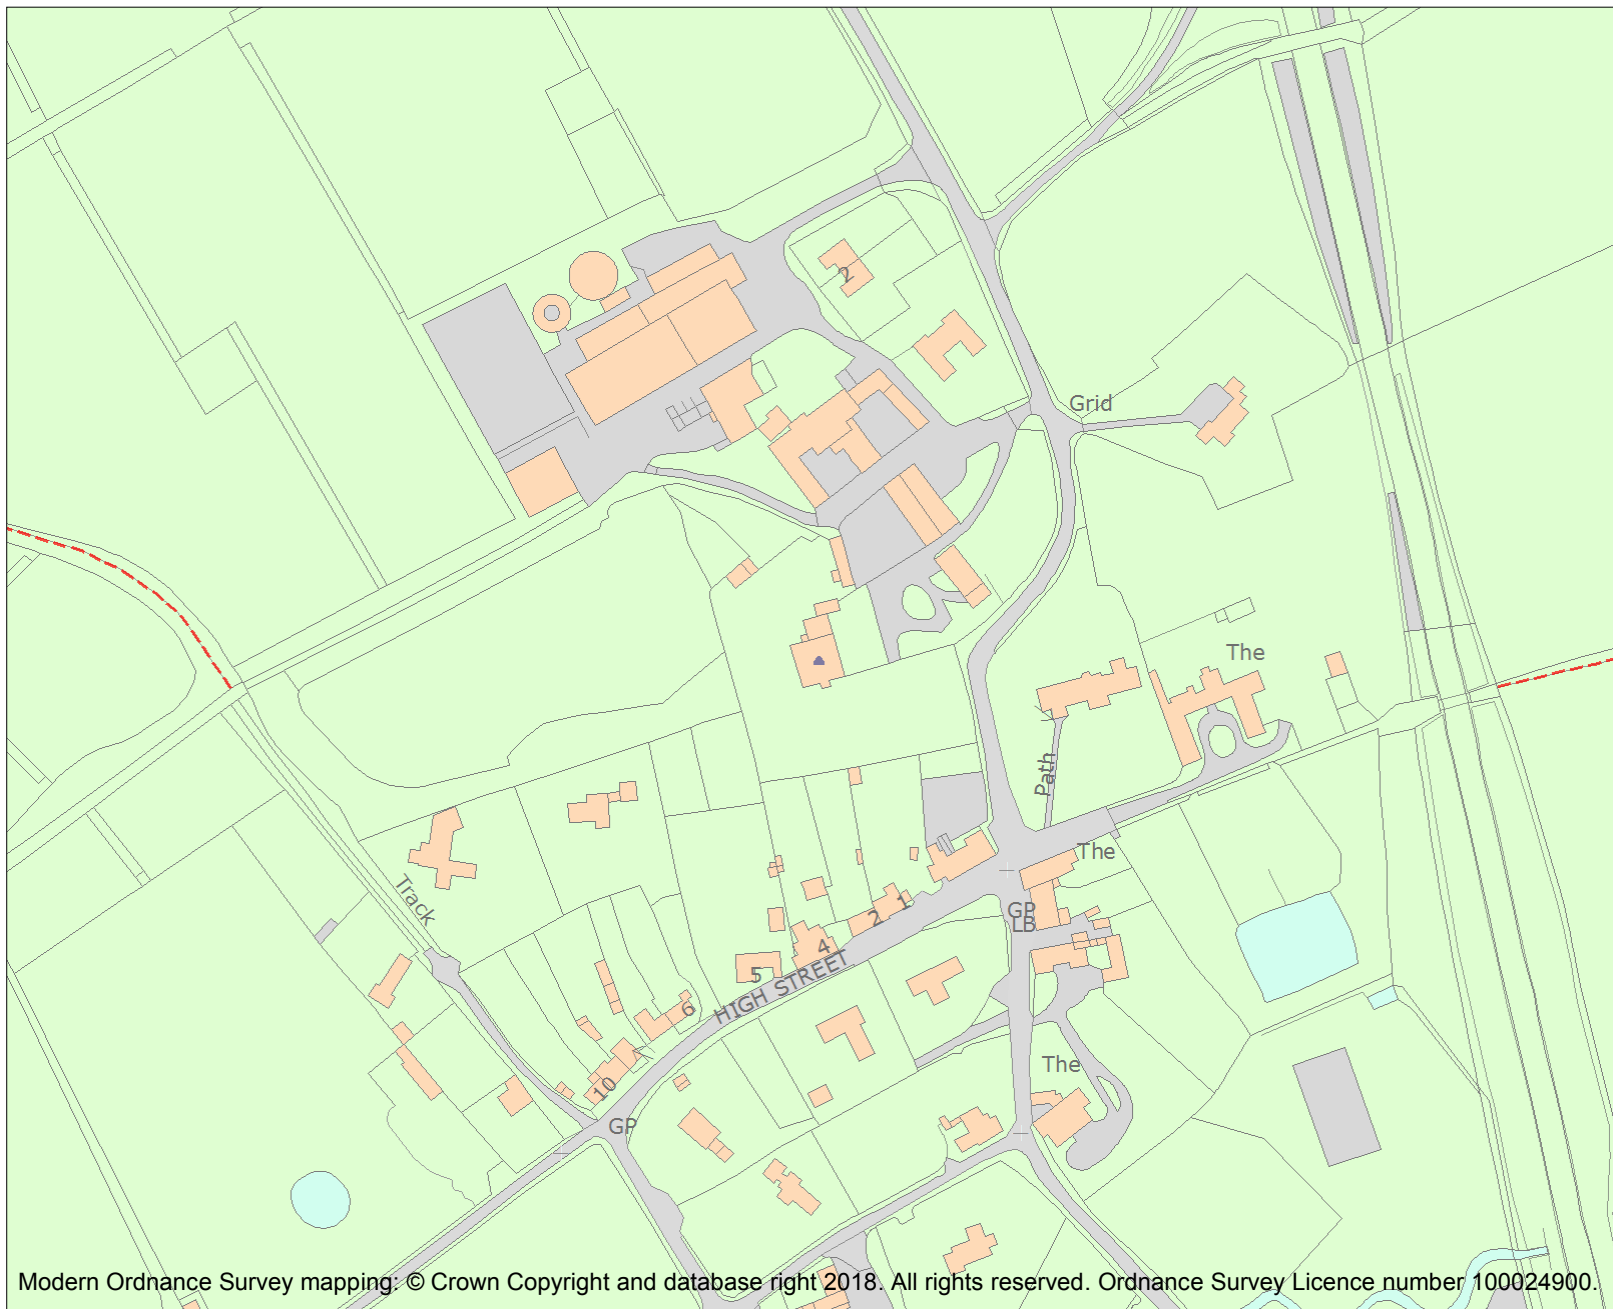 2
Grid
The
Path
The
Track
1
2
GP
LB
4
5
HIGH STREET
6
The
10
GP
Modern Ordnance Survey mapping: © Crown Copyright and database right 2018. All rights reserved. Ordnance Survey Licence number 100024900.